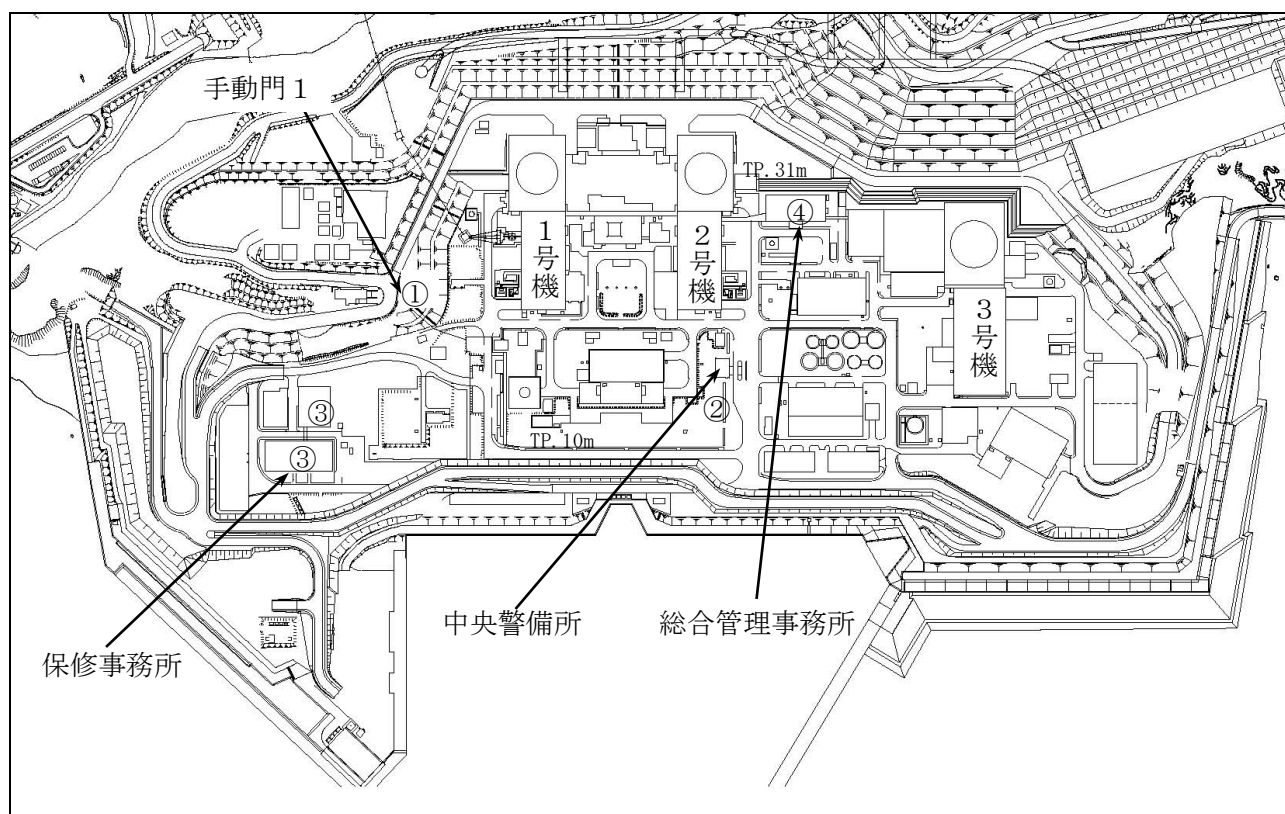 手動門１
TP.31m
④
１号機
２号機
①
３号機
②
③
TP.10m
③
中央警備所
総合管理事務所
保修事務所